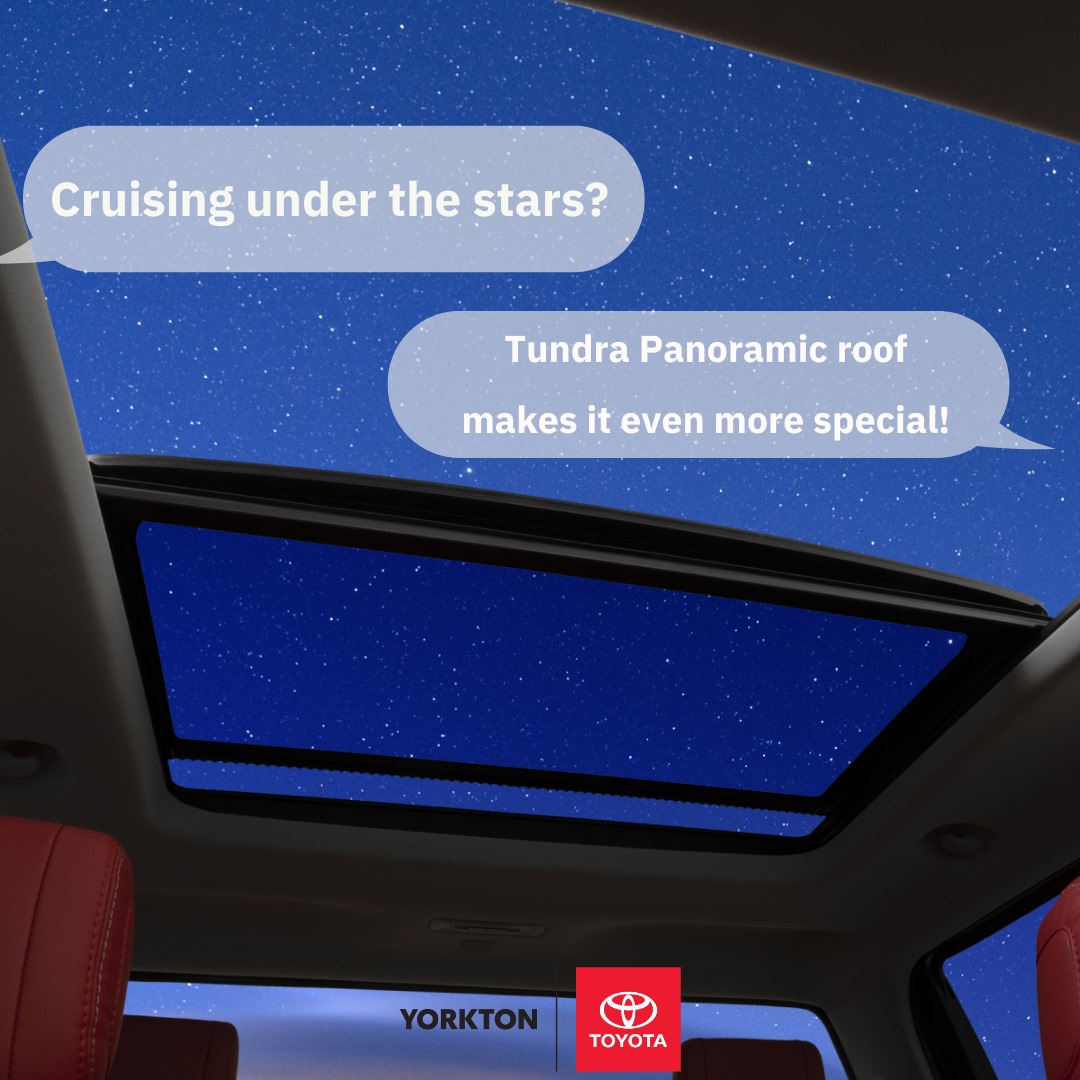 Cruising under the stars?
Tundra Panoramic roof
makes it even more special!
YORKTON
TOYOTA